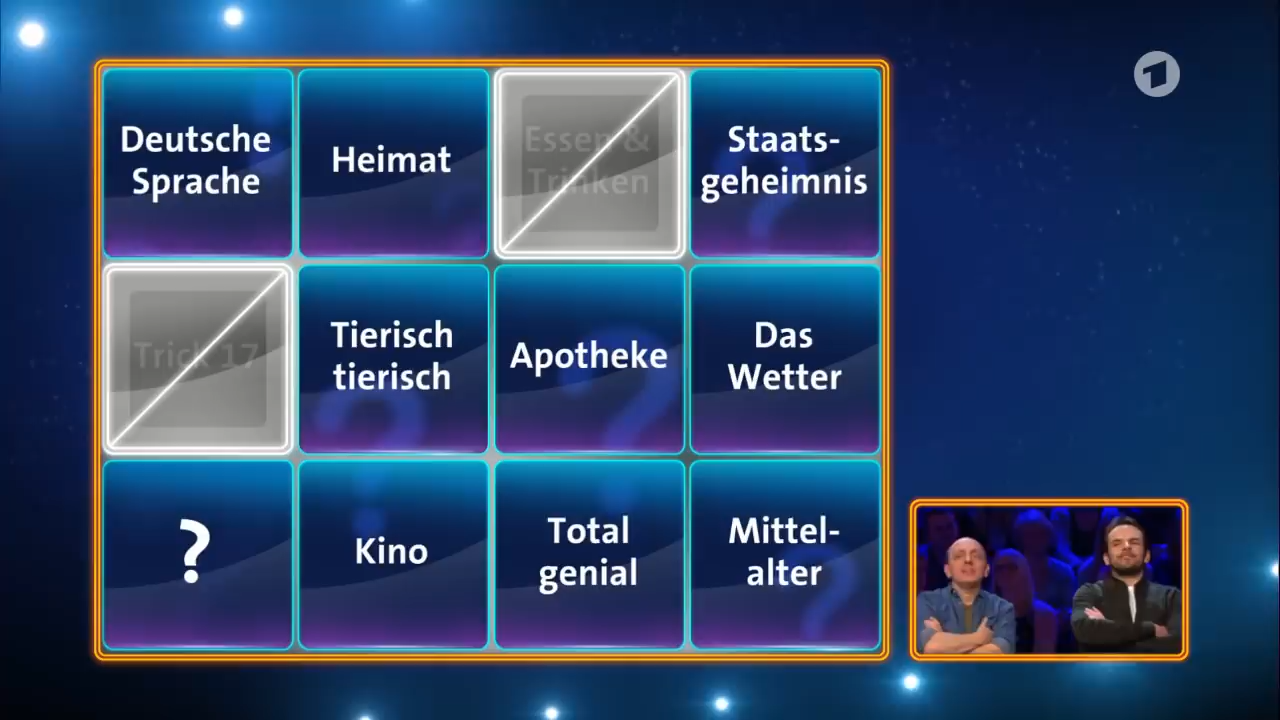 Deutsche
Sprache
Heimat
Essen &
Trinken
Staats-
geheimnis
Trick 17
Tierisch
tierisch
Apotheke
Das
Wetter
?
Kino
Total
genial
Mittel-
alter
1